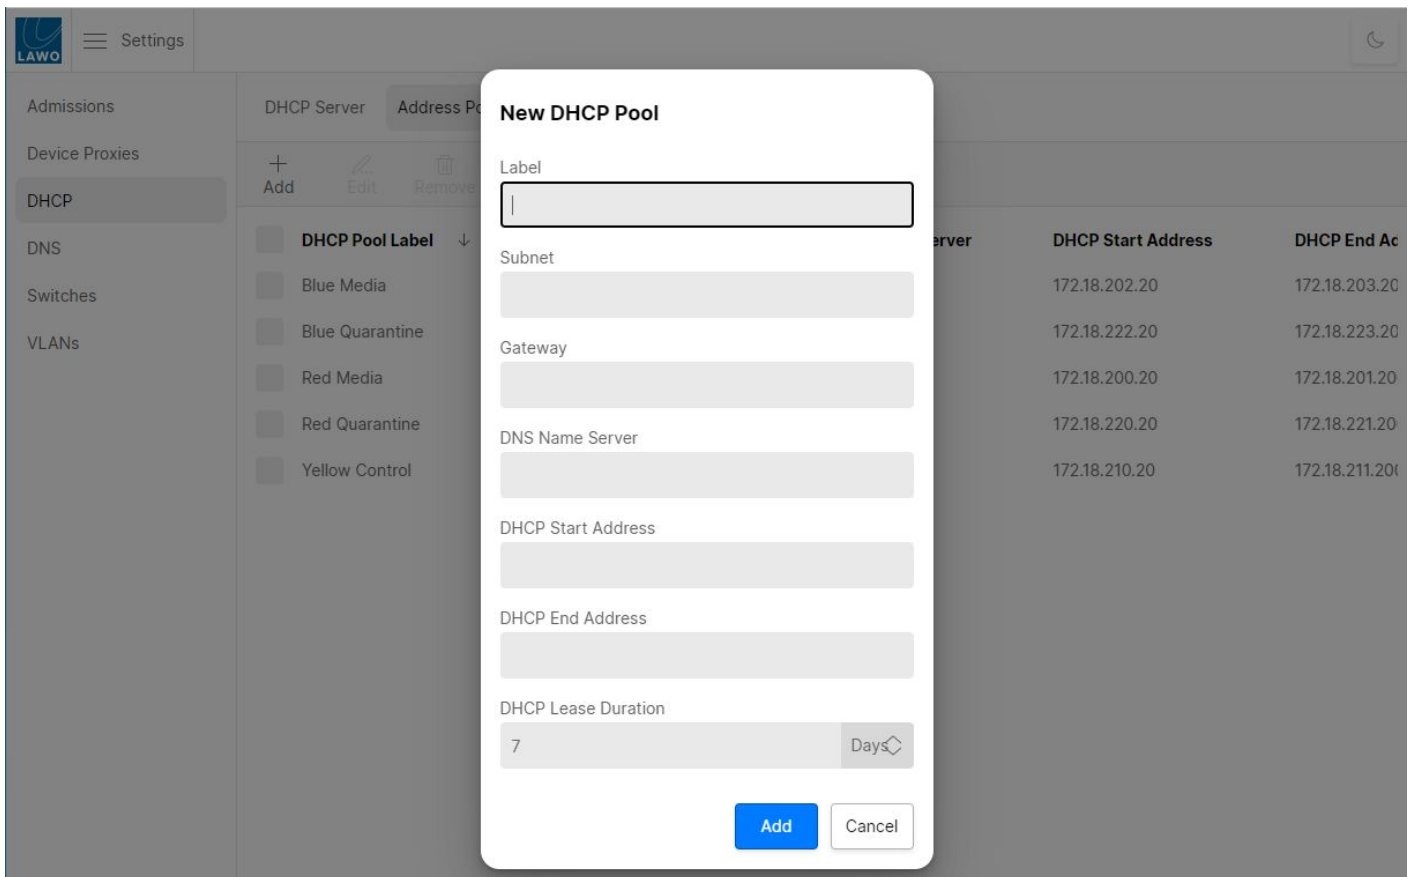 LAWO
Settings
Admissions
Device Proxies
DHCP
DNS
Switches
VLANs
DHCP Server
Address
Add
Edit
Remove
DHCP Pool Label
DHCP Start Address
DHCP End
Blue Media
172.18.202.20
172.18.203.20
Blue Quarantine
172.18.222.20
172.18.223.20
Red Media
172.18.200.20
172.18.201.20
Red Quarantine
172.18.220.20
172.18.221.20
Yellow Control
172.18.210.20
172.18.211.20
New DHCP Pool
Label
Subnet
Gateway
DNS Name Server
DHCP Start Address
DHCP End Address
DHCP Lease Duration
7
Days
Add
Cancel